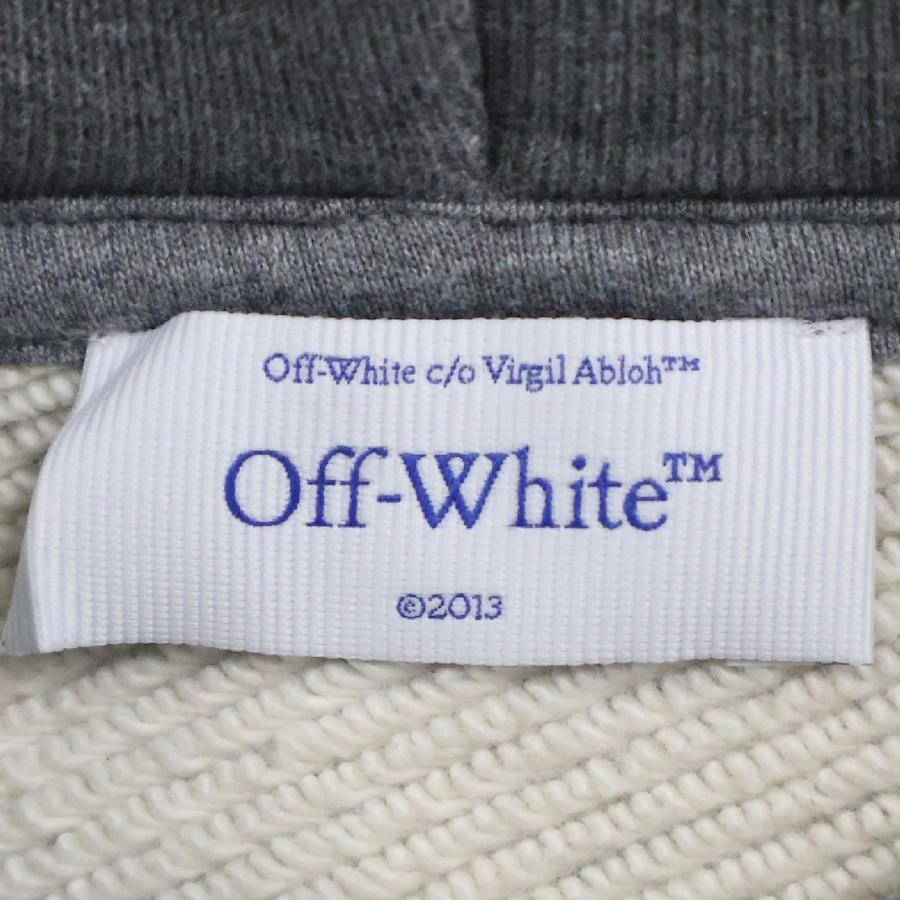 Off-White c/o Virgil Abloh™
Off-White™
©2013